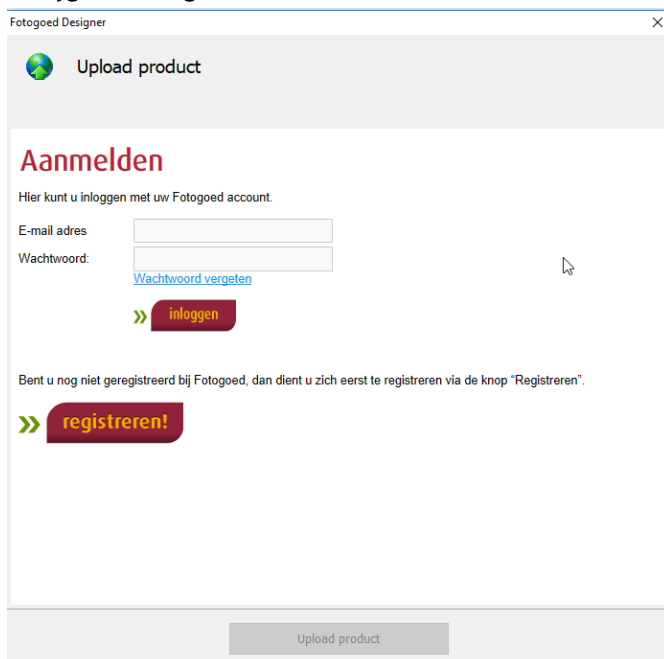 Fotogoed Designer
Upload product
Aanmelden
Hier kunt u inloggen met uw Fotogoed account.
E-mail adres
Wachtwoord:
Wachtwoord vergeten
inloggen
Bent u nog niet geregistreerd bij Fotogoed, dan dient u zich eerst te registreren via de knop “Registreren”.
registreren!
Upload product